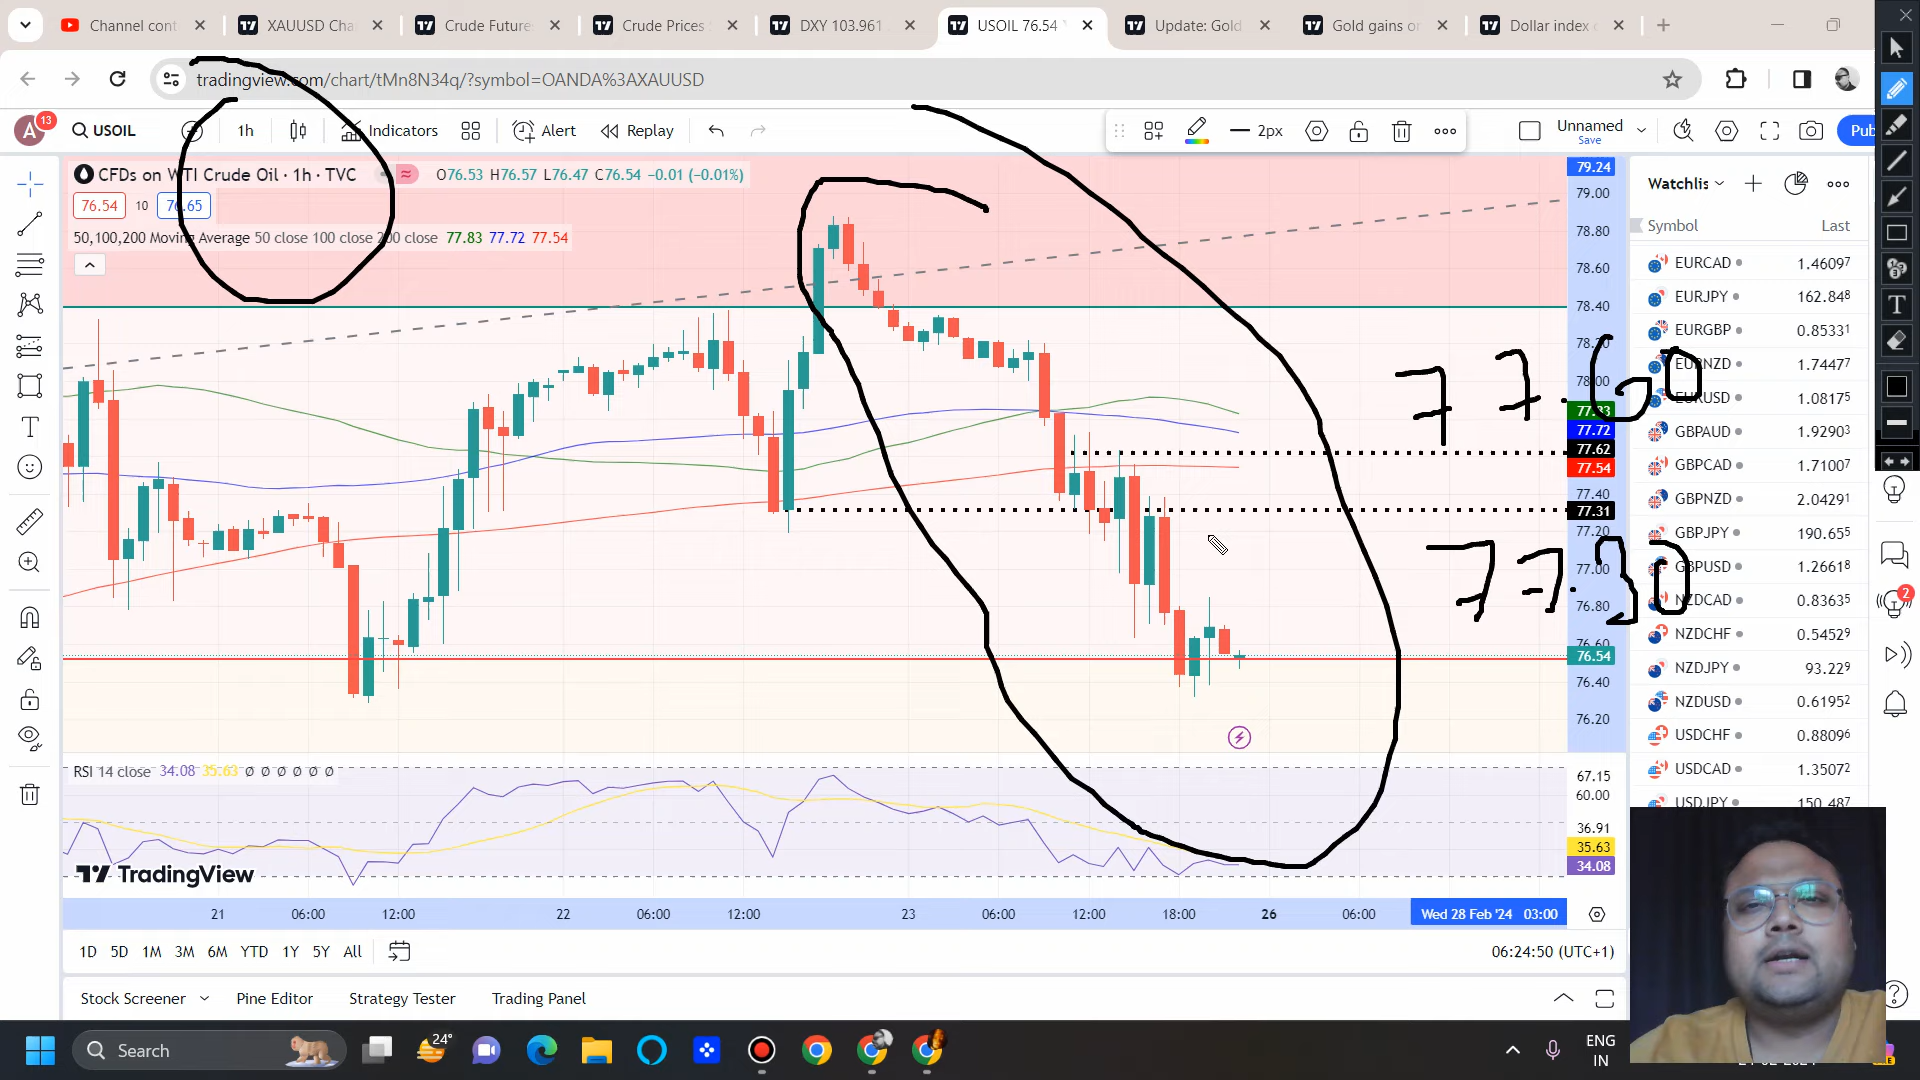 Channel cont
XAUUSD Cha
Crude Future
Crude Prices
DXY 103.961
USOIL 76.54
Update: Gold
Gold gains o
Dollar index
tradingview.com/chart/tMn8N34q/?symbol=OANDA%3AXAUUSD
A 13 USOIL 1h Indicators Alert Replay 2px Unnamed Save Pub
CFDs on WTI Crude Oil · 1h · TVC O76.53 H76.57 L76.47 C76.54 −0.01 (−0.01%)
76.54 10 76.65
50,100,200 Moving Average 50 close 100 close 200 close 77.83 77.72 77.54
79.24
79.00
78.80
78.60
78.40
78.20
78.00
77.83
77.72
77.62
77.54
77.40
77.31
77.20
77.00
76.80
76.60
76.54
76.40
76.20
77.60
77.30
Watchlis
Symbol Last
EURCAD 1.46097
EURJPY 162.848
EURGBP 0.85331
EURNZD 1.74477
EURUSD 1.08175
GBPAUD 1.92903
GBPCAD 1.71007
GBPNZD 2.04291
GBPJPY 190.655
GBPUSD 1.26618
NZDCAD 0.83635
NZDCHF 0.54529
NZDJPY 93.229
NZDUSD 0.61952
USDCHF 0.88096
USDCAD 1.35072
USDJPY 150.487
2
RSI 14 close 34.08 35.63 Ø Ø Ø Ø Ø Ø
67.15
60.00
36.91
35.63
34.08
TradingView
21 06:00 12:00 22 06:00 12:00 23 06:00 12:00 18:00 26 06:00 Wed 28 Feb '24 03:00
1D 5D 1M 3M 6M YTD 1Y 5Y All 06:24:50 (UTC+1)
Stock Screener Pine Editor Strategy Tester Trading Panel
Search 24° ENG
IN